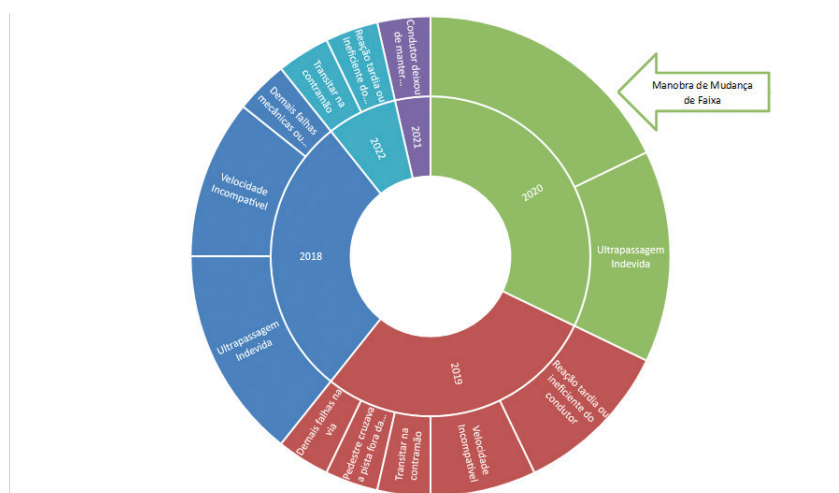 Condutor deixou
de manter...
Reação tardia ou
ineficiente do...
Transitar na
contramão
Demais falhas
mecânicas ou...
Velocidade
Incompatível
Ultrapassagem
Indevida
2018
2022
2021
2020
2019
Manobra de Mudança
de Faixa
Ultrapassagem
Indevida
Reação tardia ou
ineficiente do
condutor
Velocidade
Incompatível
Transitar na
contramão
Pedestre cruzava
a pista fora da...
Demais falhas na
via